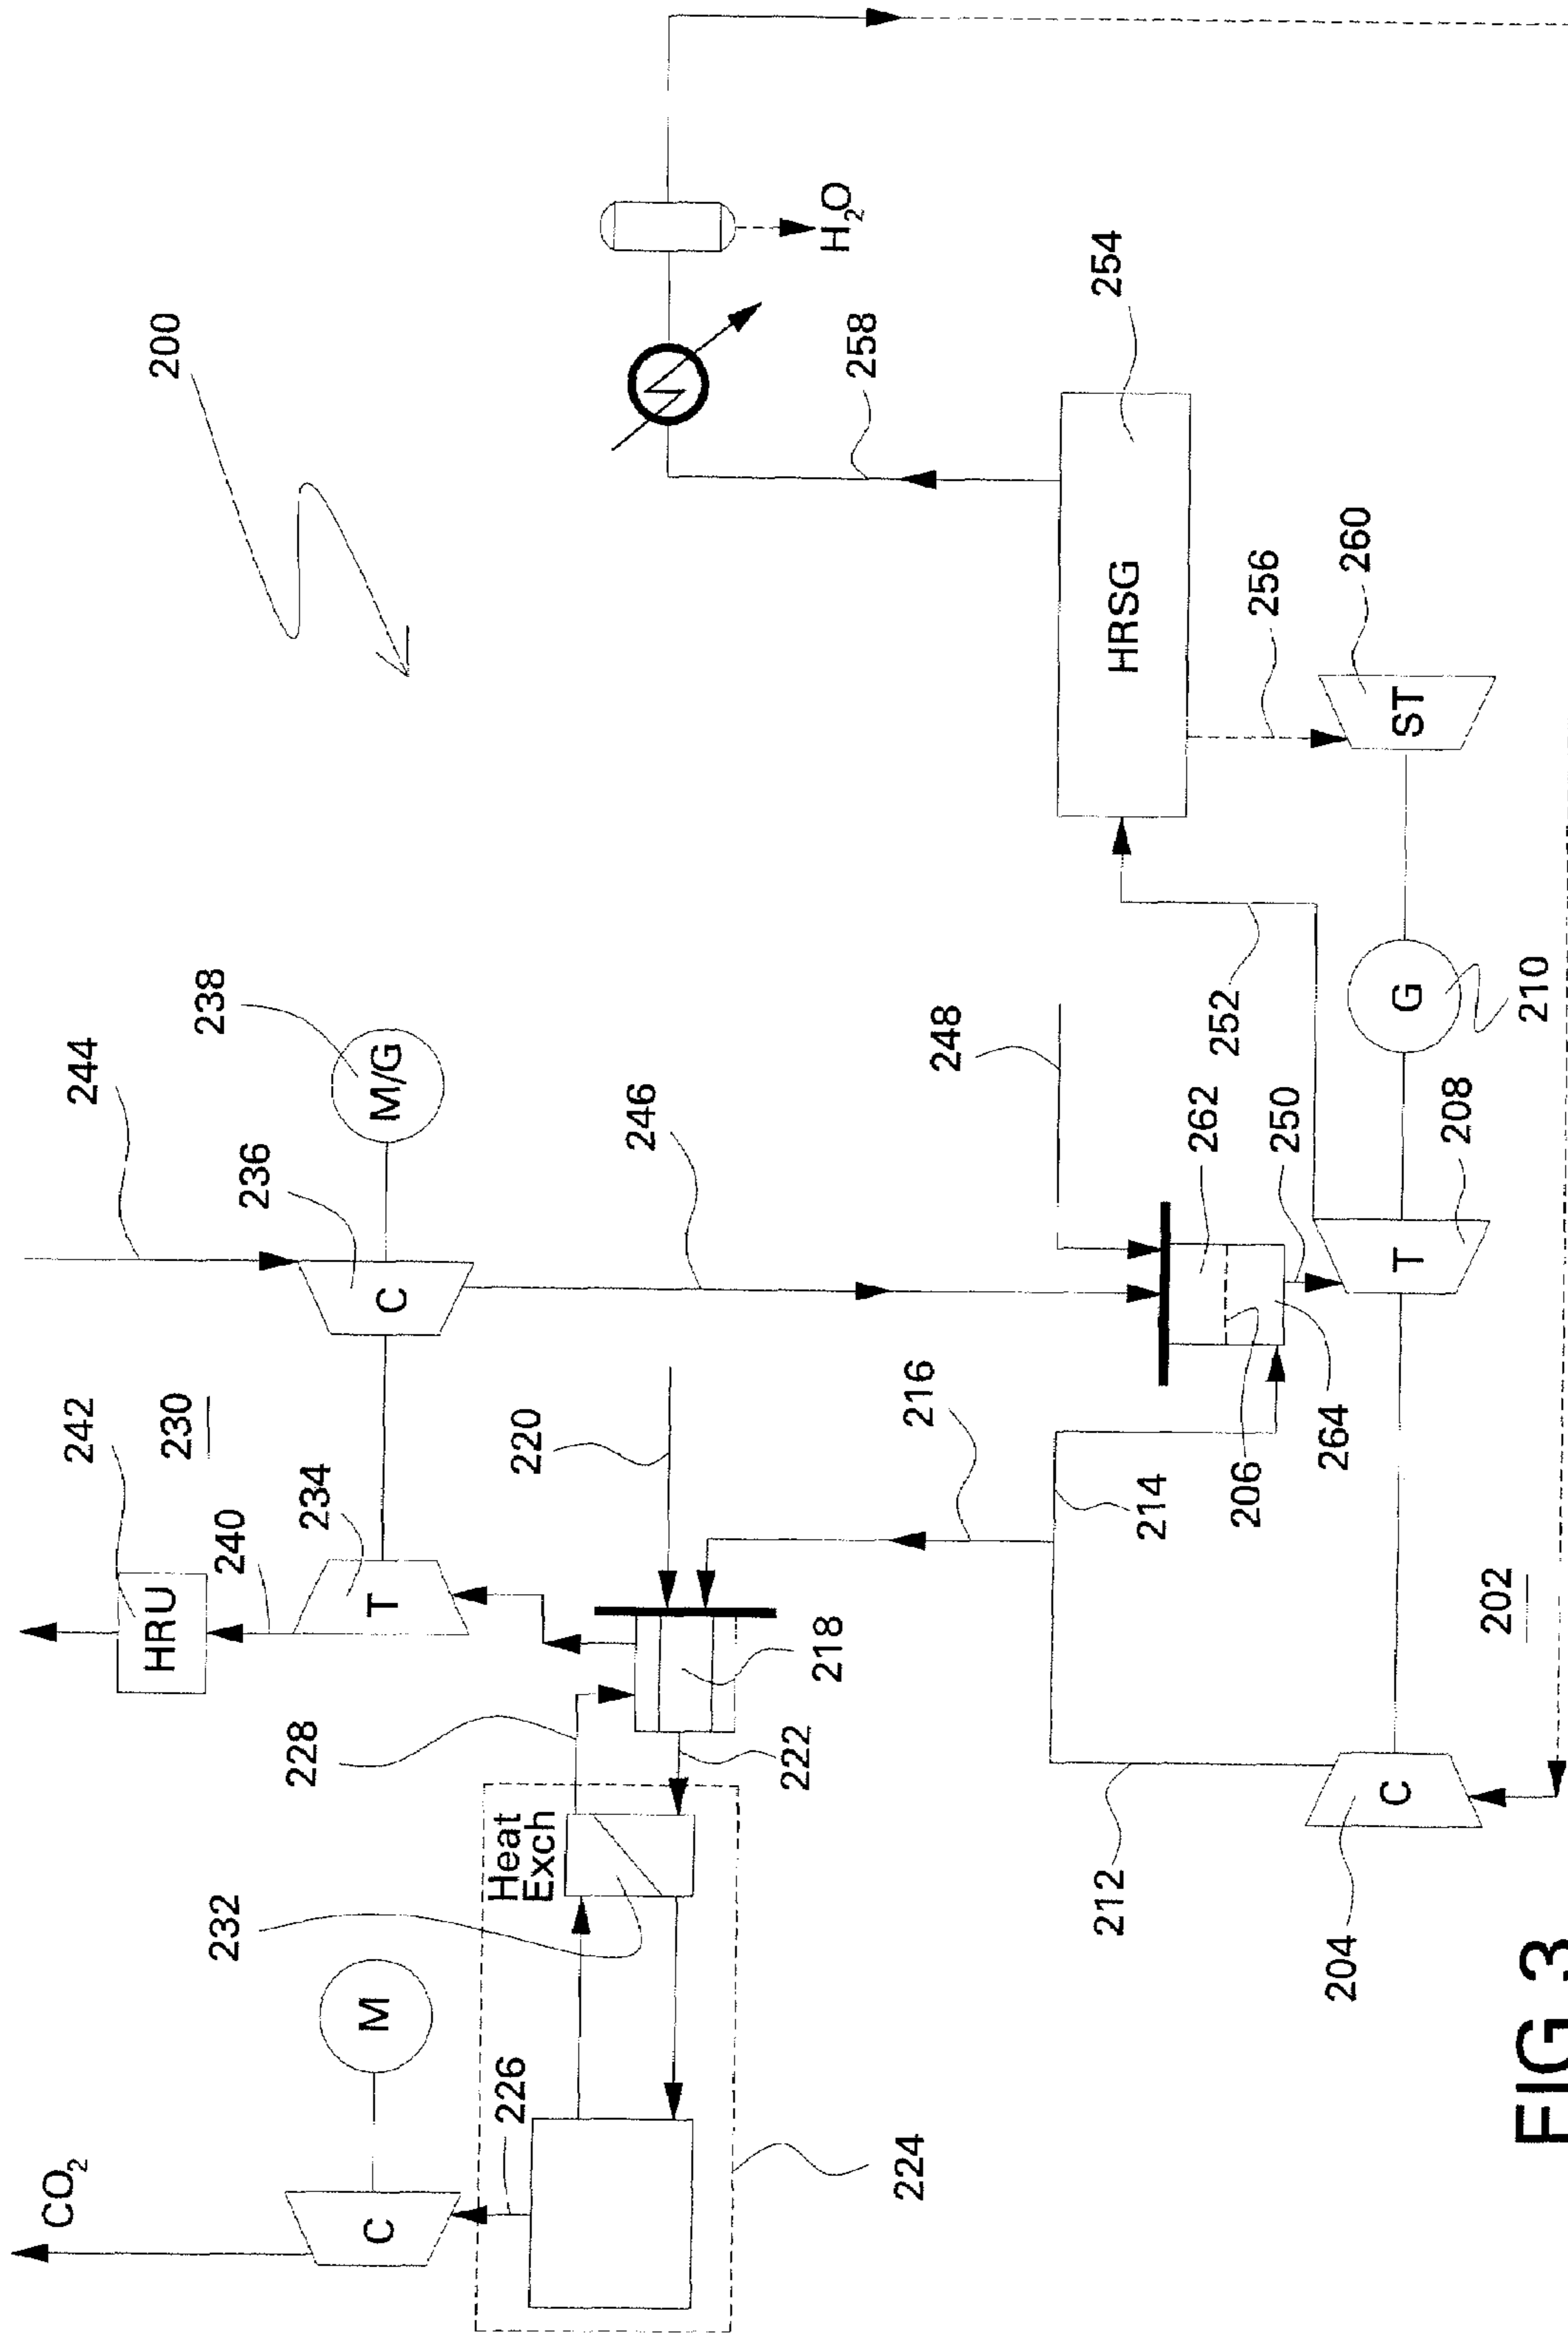 CO₂
C
M
226
224
232
Heat
Exch
228
222
218
HRU
242
240
230
234
T
220
216
244
236
C
238
M/G
246
248
200
H₂O
258
254
HRSG
256
260
ST
252
G
210
262
250
T
208
206
264
214
212
C
204
202
FIG 3